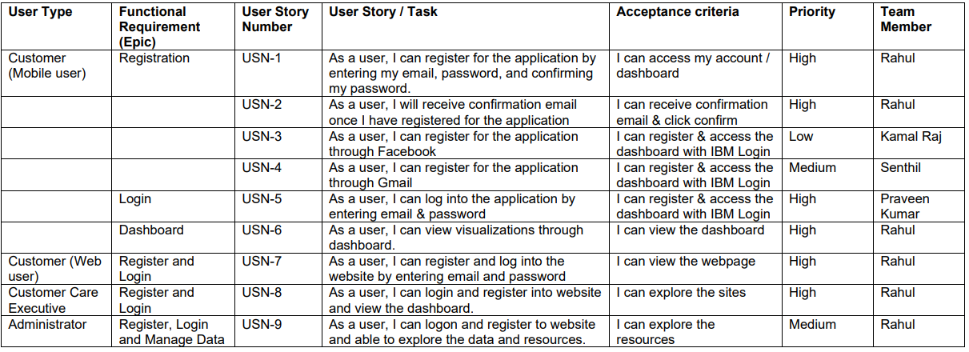 User Type Functional Requirement (Epic) User Story Number User Story / Task Acceptance criteria Priority Team Member
Customer (Mobile user) Registration USN-1 As a user, I can register for the application by entering my email, password, and confirming my password. I can access my account / dashboard High Rahul
USN-2 As a user, I will receive confirmation email once I have registered for the application I can receive confirmation email & click confirm High Rahul
USN-3 As a user, I can register for the application through Facebook I can register & access the dashboard with IBM Login Low Kamal Raj
USN-4 As a user, I can register for the application through Gmail I can register & access the dashboard with IBM Login Medium Senthil
Login USN-5 As a user, I can log into the application by entering email & password I can register & access the dashboard with IBM Login High Praveen Kumar
Dashboard USN-6 As a user, I can view visualizations through dashboard. I can view the dashboard High Rahul
Customer (Web user) Register and Login USN-7 As a user, I can register and log into the website by entering email and password I can view the webpage High Rahul
Customer Care Executive Register and Login USN-8 As a user, I can login and register into website and view the dashboard. I can explore the sites High Rahul
Administrator Register, Login and Manage Data USN-9 As a user, I can logon and register to website and able to explore the data and resources. I can explore the resources Medium Rahul